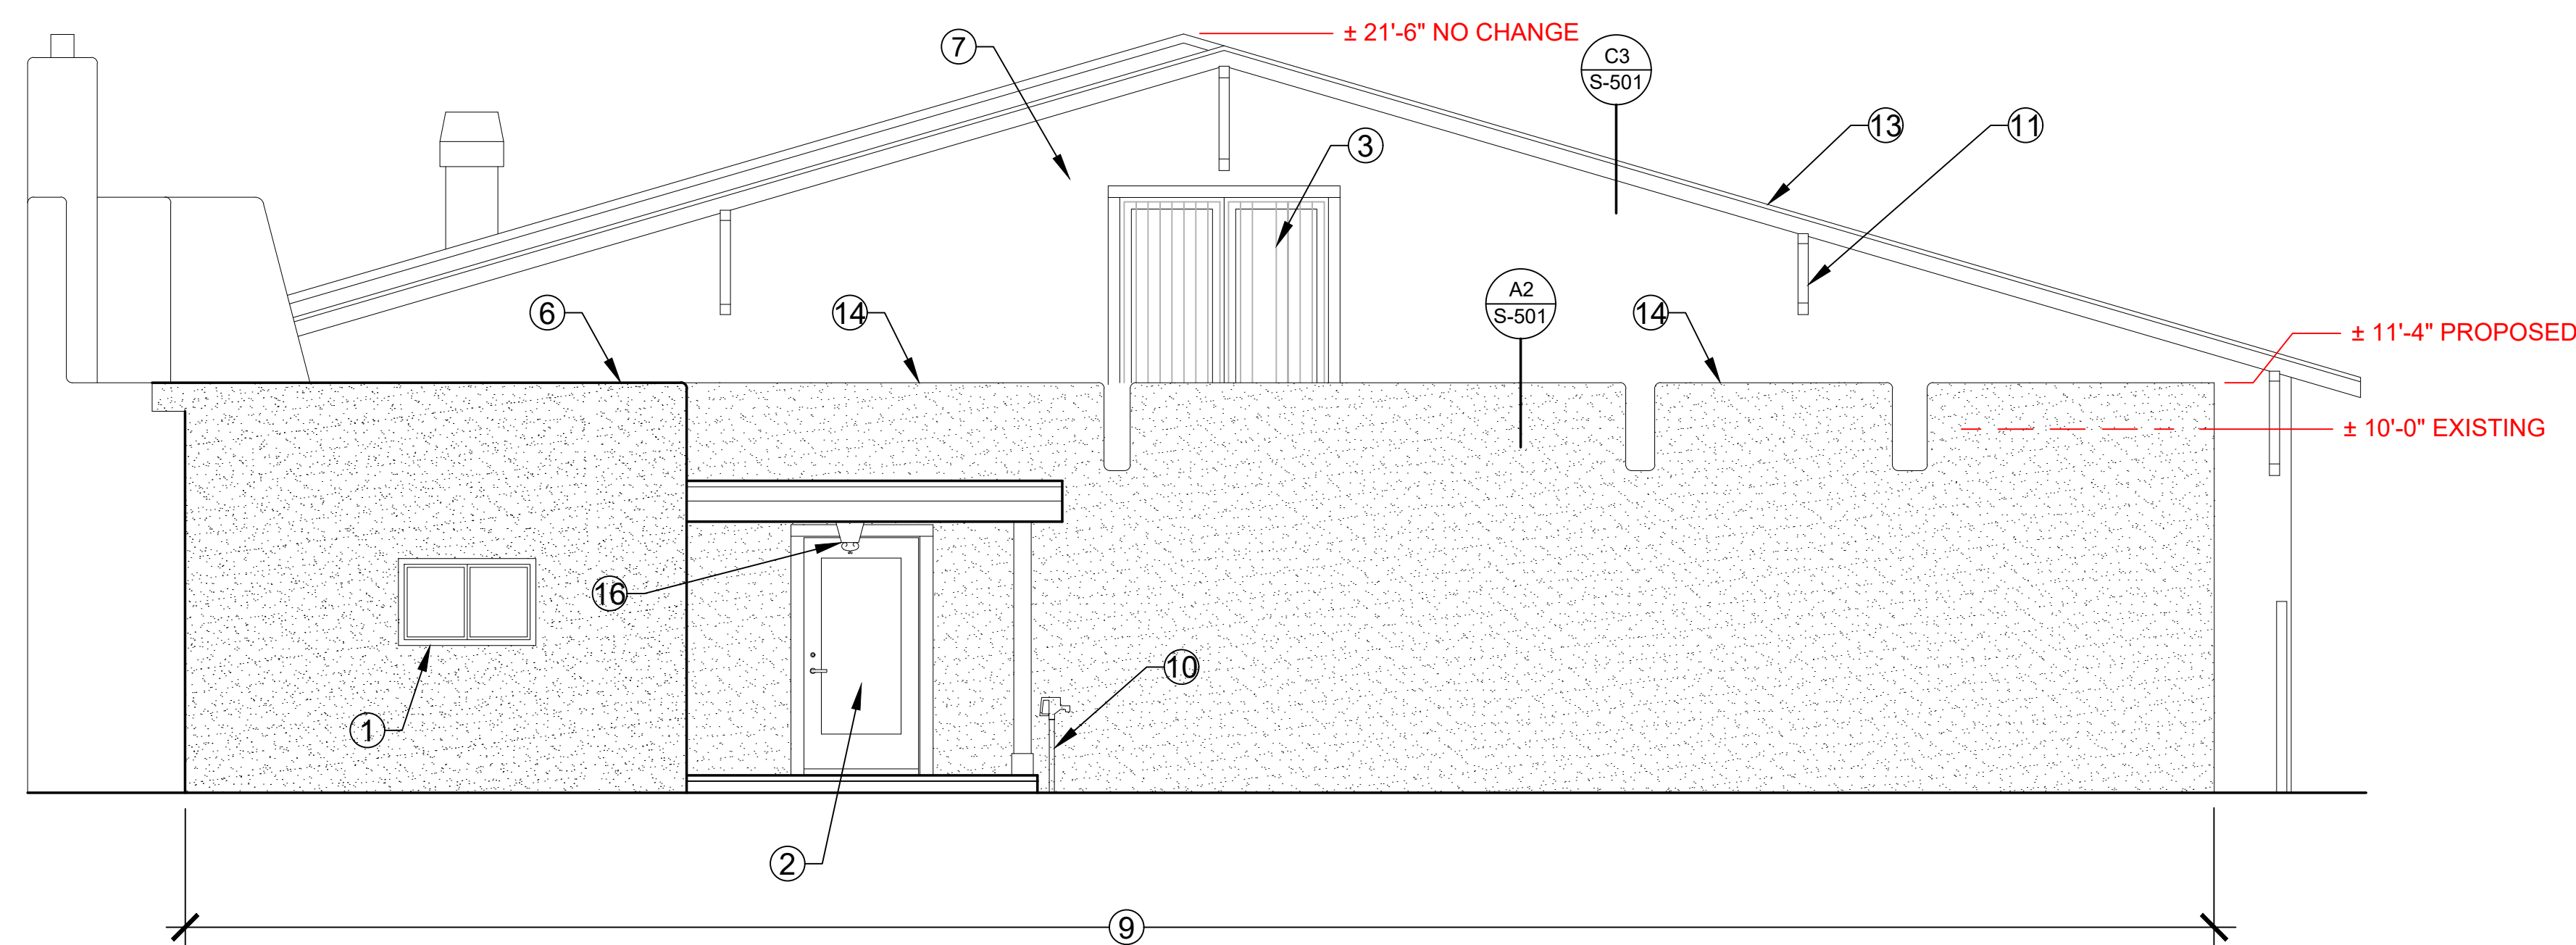 ± 21'-6" NO CHANGE
7
C3
S-501
13
11
3
A2
S-501
6
14
14
± 11'-4" PROPOSED
± 10'-0" EXISTING
16
10
1
2
9